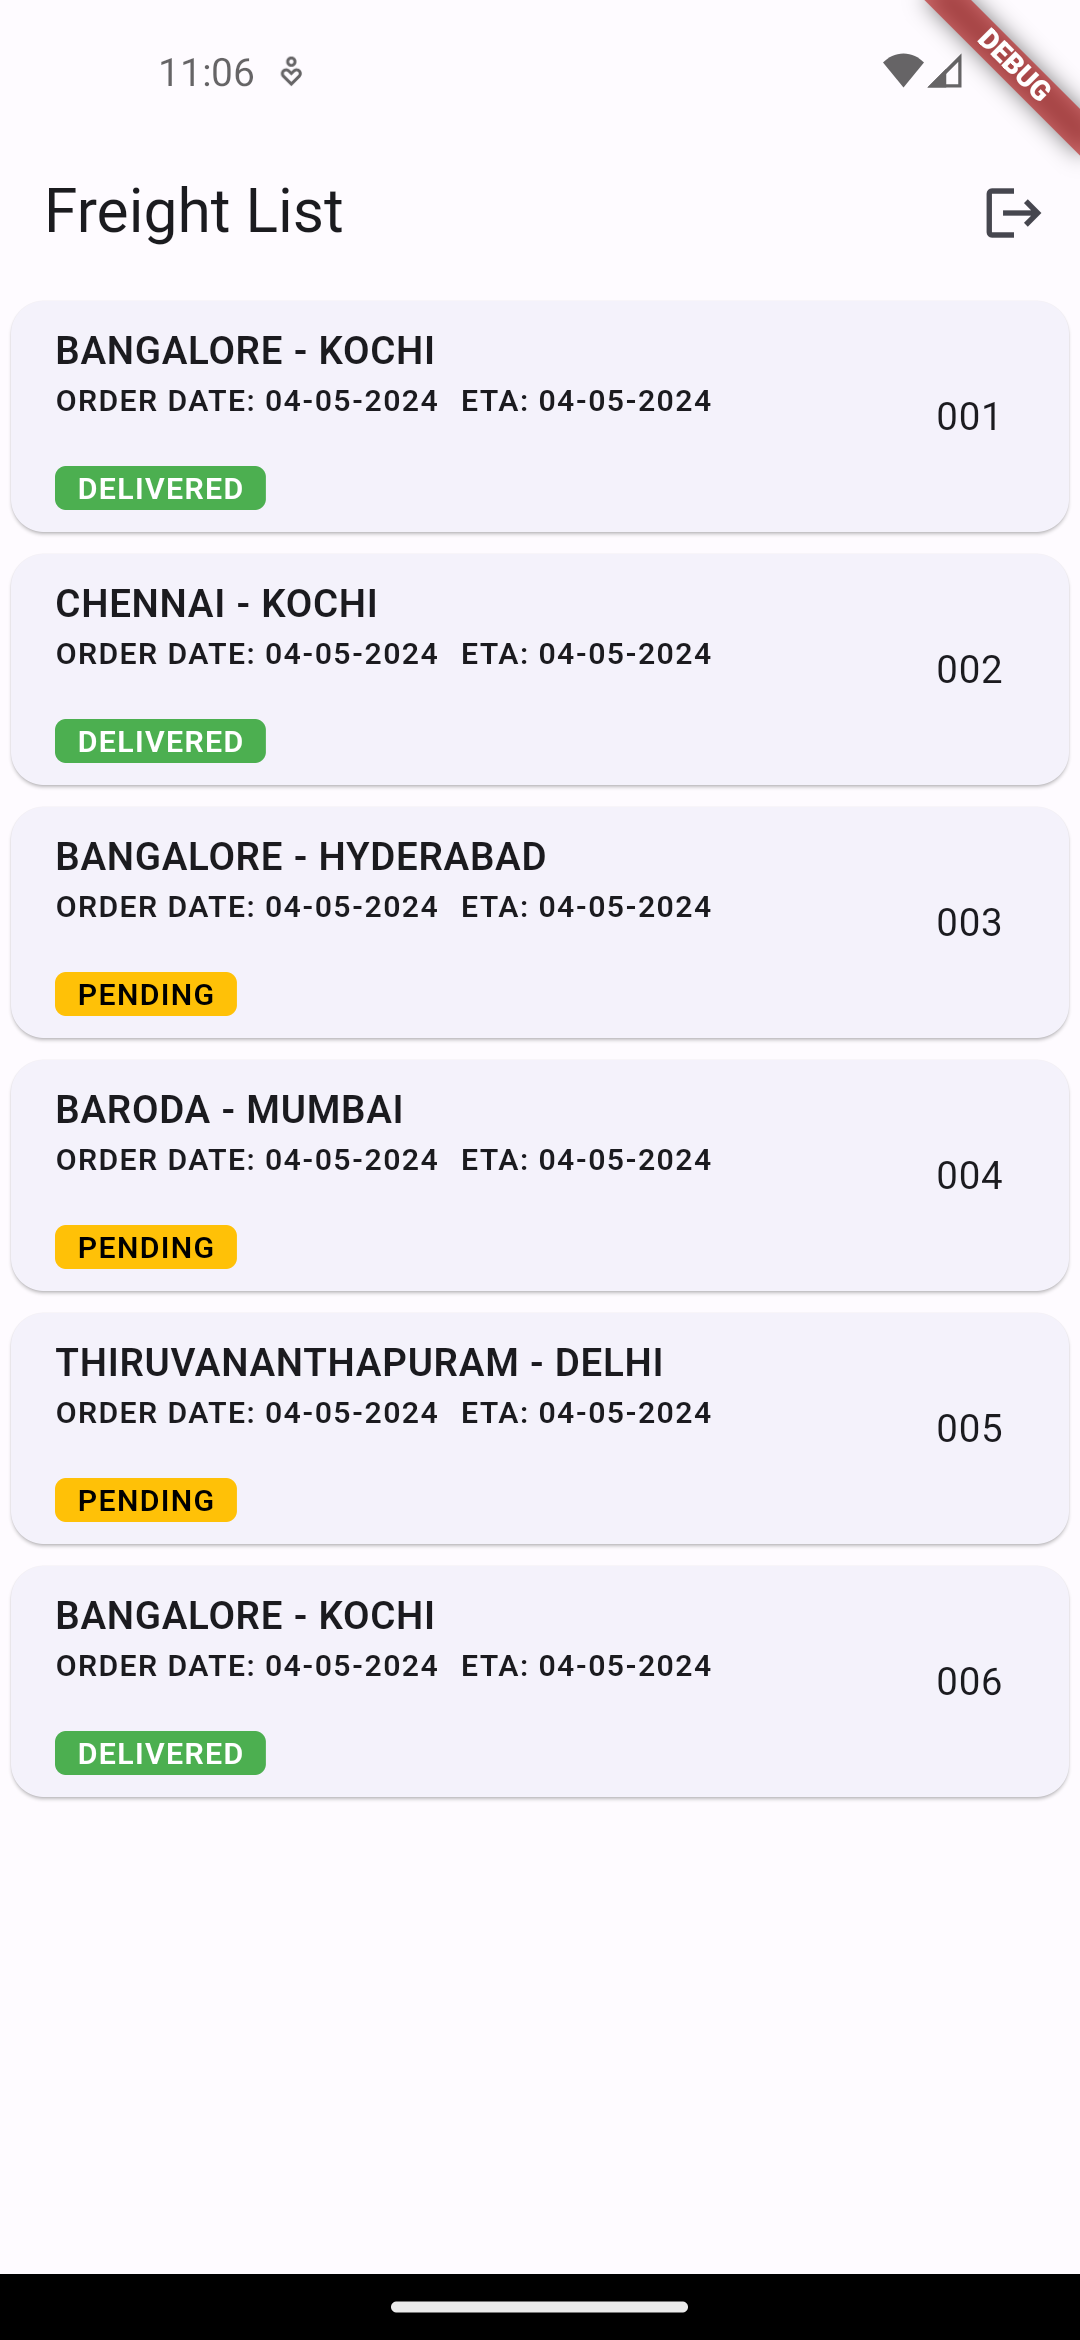 11:06
DEBUG
Freight List
BANGALORE - KOCHI
ORDER DATE: 04-05-2024 ETA: 04-05-2024
001
DELIVERED
CHENNAI - KOCHI
ORDER DATE: 04-05-2024 ETA: 04-05-2024
002
DELIVERED
BANGALORE - HYDERABAD
ORDER DATE: 04-05-2024 ETA: 04-05-2024
003
PENDING
BARODA - MUMBAI
ORDER DATE: 04-05-2024 ETA: 04-05-2024
004
PENDING
THIRUVANANTHAPURAM - DELHI
ORDER DATE: 04-05-2024 ETA: 04-05-2024
005
PENDING
BANGALORE - KOCHI
ORDER DATE: 04-05-2024 ETA: 04-05-2024
006
DELIVERED